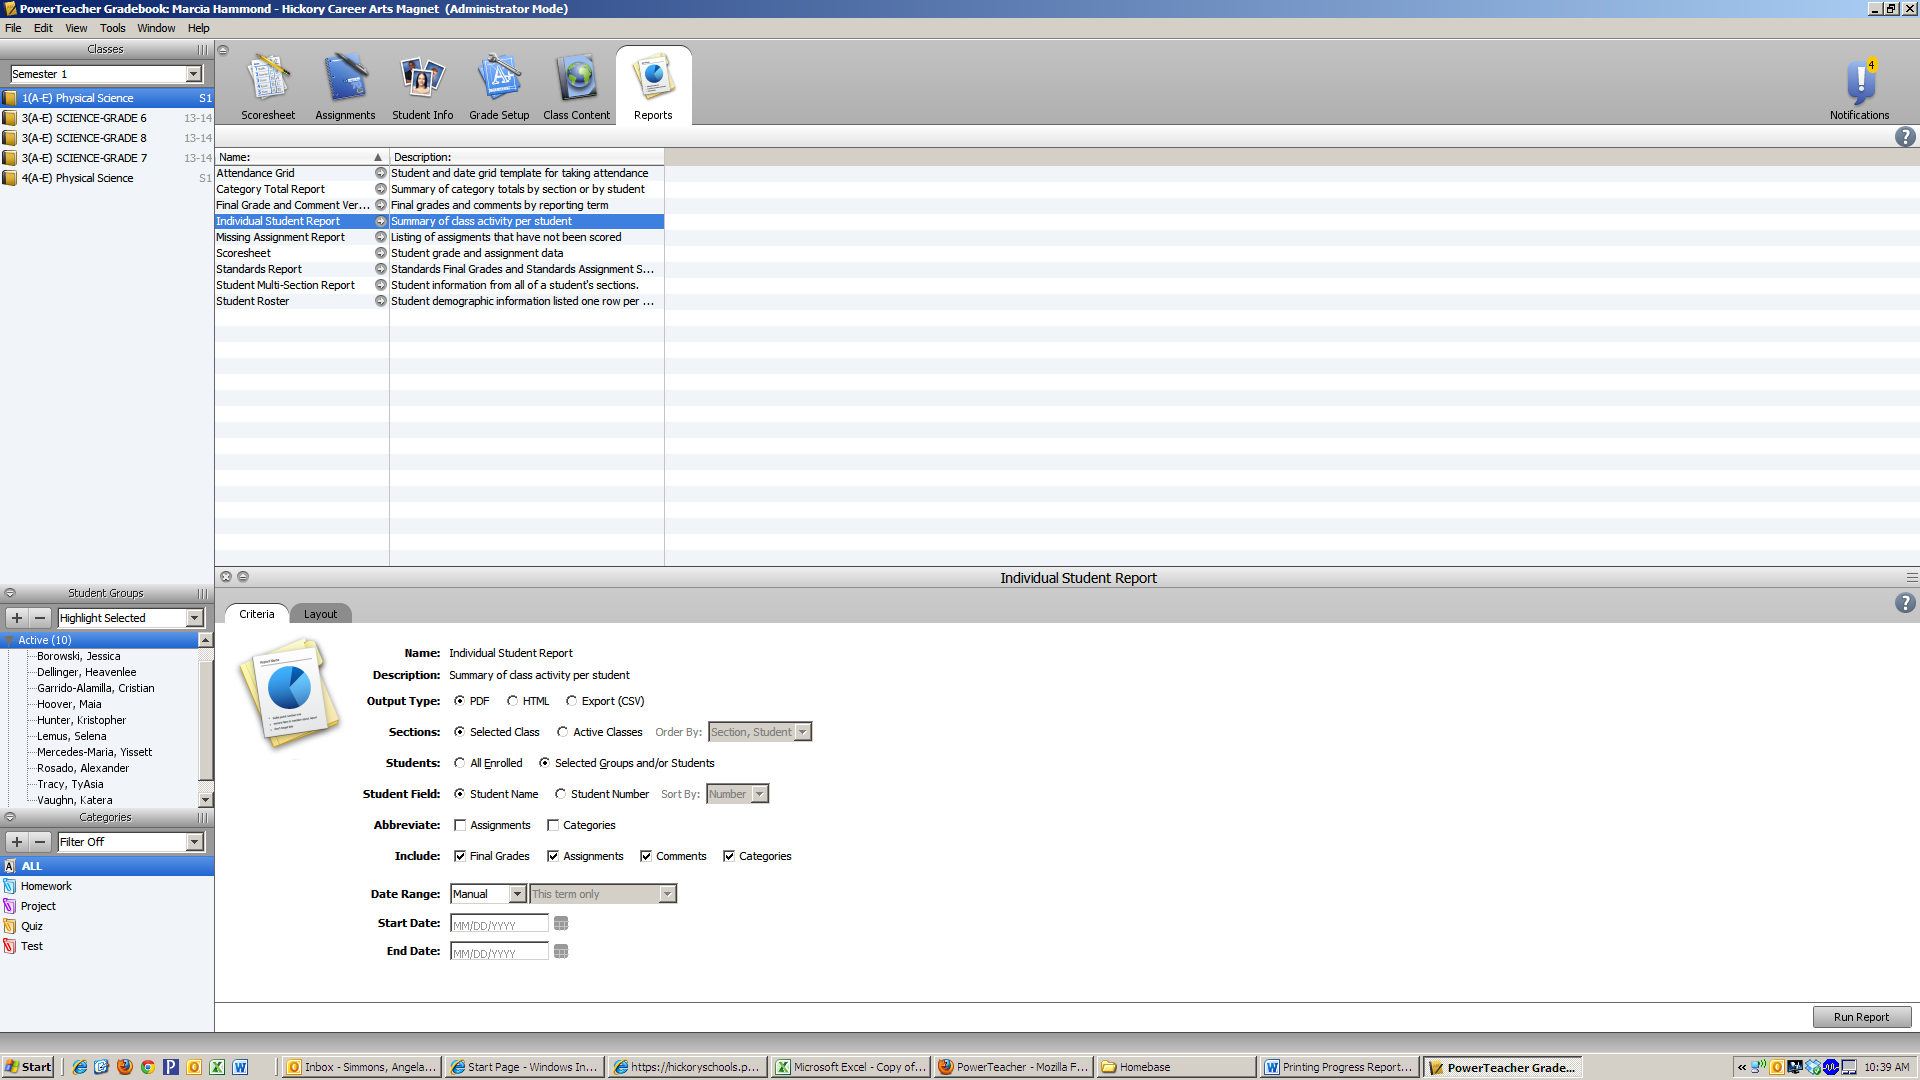 PowerTeacher Gradebook: Marcia Hammond - Hickory Career Arts Magnet (Administrator Mode)
File Edit View Tools Window Help
Classes
Semester 1
1(A-E) Physical Science S1
3(A-E) SCIENCE-GRADE 6 13-14
3(A-E) SCIENCE-GRADE 8 13-14
3(A-E) SCIENCE-GRADE 7 13-14
4(A-E) Physical Science S1
Scoresheet Assignments Student Info Grade Setup Class Content Reports
4
Notifications
Name: Description:
Attendance Grid Student and date grid template for taking attendance
Category Total Report Summary of category totals by section or by student
Final Grade and Comment Ver... Final grades and comments by reporting term
Individual Student Report Summary of class activity per student
Missing Assignment Report Listing of assigments that have not been scored
Scoresheet Student grade and assignment data
Standards Report Standards Final Grades and Standards Assignment S...
Student Multi-Section Report Student information from all of a student's sections.
Student Roster Student demographic information listed one row per ...
Student Groups
Highlight Selected
Active (10)
Borowski, Jessica
Dellinger, Heavenlee
Garrido-Alamilla, Cristian
Hoover, Maia
Hunter, Kristopher
Lemus, Selena
Mercedes-Maria, Yissett
Rosado, Alexander
Tracy, TyAsia
Vaughn, Katera
Categories
Filter Off
ALL
Homework
Project
Quiz
Test
Individual Student Report
Criteria Layout
Name: Individual Student Report
Description: Summary of class activity per student
Output Type: PDF HTML Export (CSV)
Sections: Selected Class Active Classes Order By: Section, Student
Students: All Enrolled Selected Groups and/or Students
Student Field: Student Name Student Number Sort By: Number
Abbreviate: Assignments Categories
Include: Final Grades Assignments Comments Categories
Date Range: Manual This term only
Start Date: MM/DD/YYYY
End Date: MM/DD/YYYY
Run Report
Start Inbox - Simmons, Angela... Start Page - Windows In... https://hickoryschools.p... Microsoft Excel - Copy of... PowerTeacher - Mozilla F... Homebase Printing Progress Report... PowerTeacher Grade... 10:39 AM